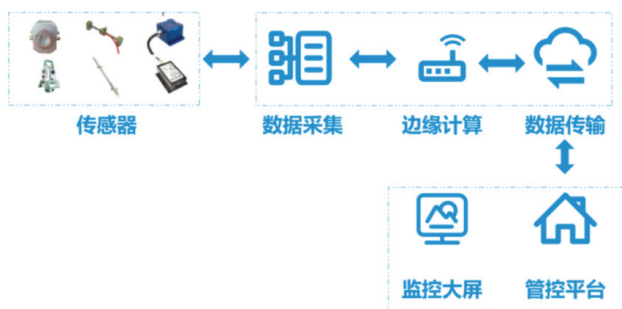 传感器
数据采集
边缘计算
数据传输
监控大屏
管控平台